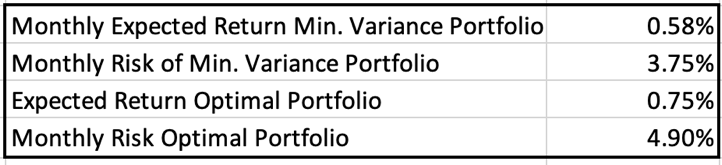 Monthly Expected Return Min. Variance Portfolio 0.58%
Monthly Risk of Min. Variance Portfolio 3.75%
Expected Return Optimal Portfolio 0.75%
Monthly Risk Optimal Portfolio 4.90%